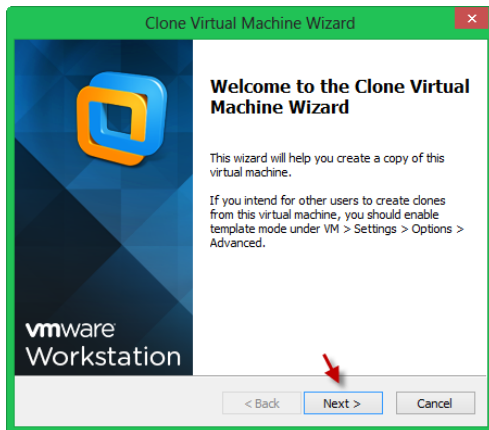 Clone Virtual Machine Wizard
Welcome to the Clone Virtual
Machine Wizard
This wizard will help you create a copy of this
virtual machine.
If you intend for other users to create clones
from this virtual machine, you should enable
template mode under VM > Settings > Options >
Advanced.
vmware
Workstation
< Back
Next >
Cancel